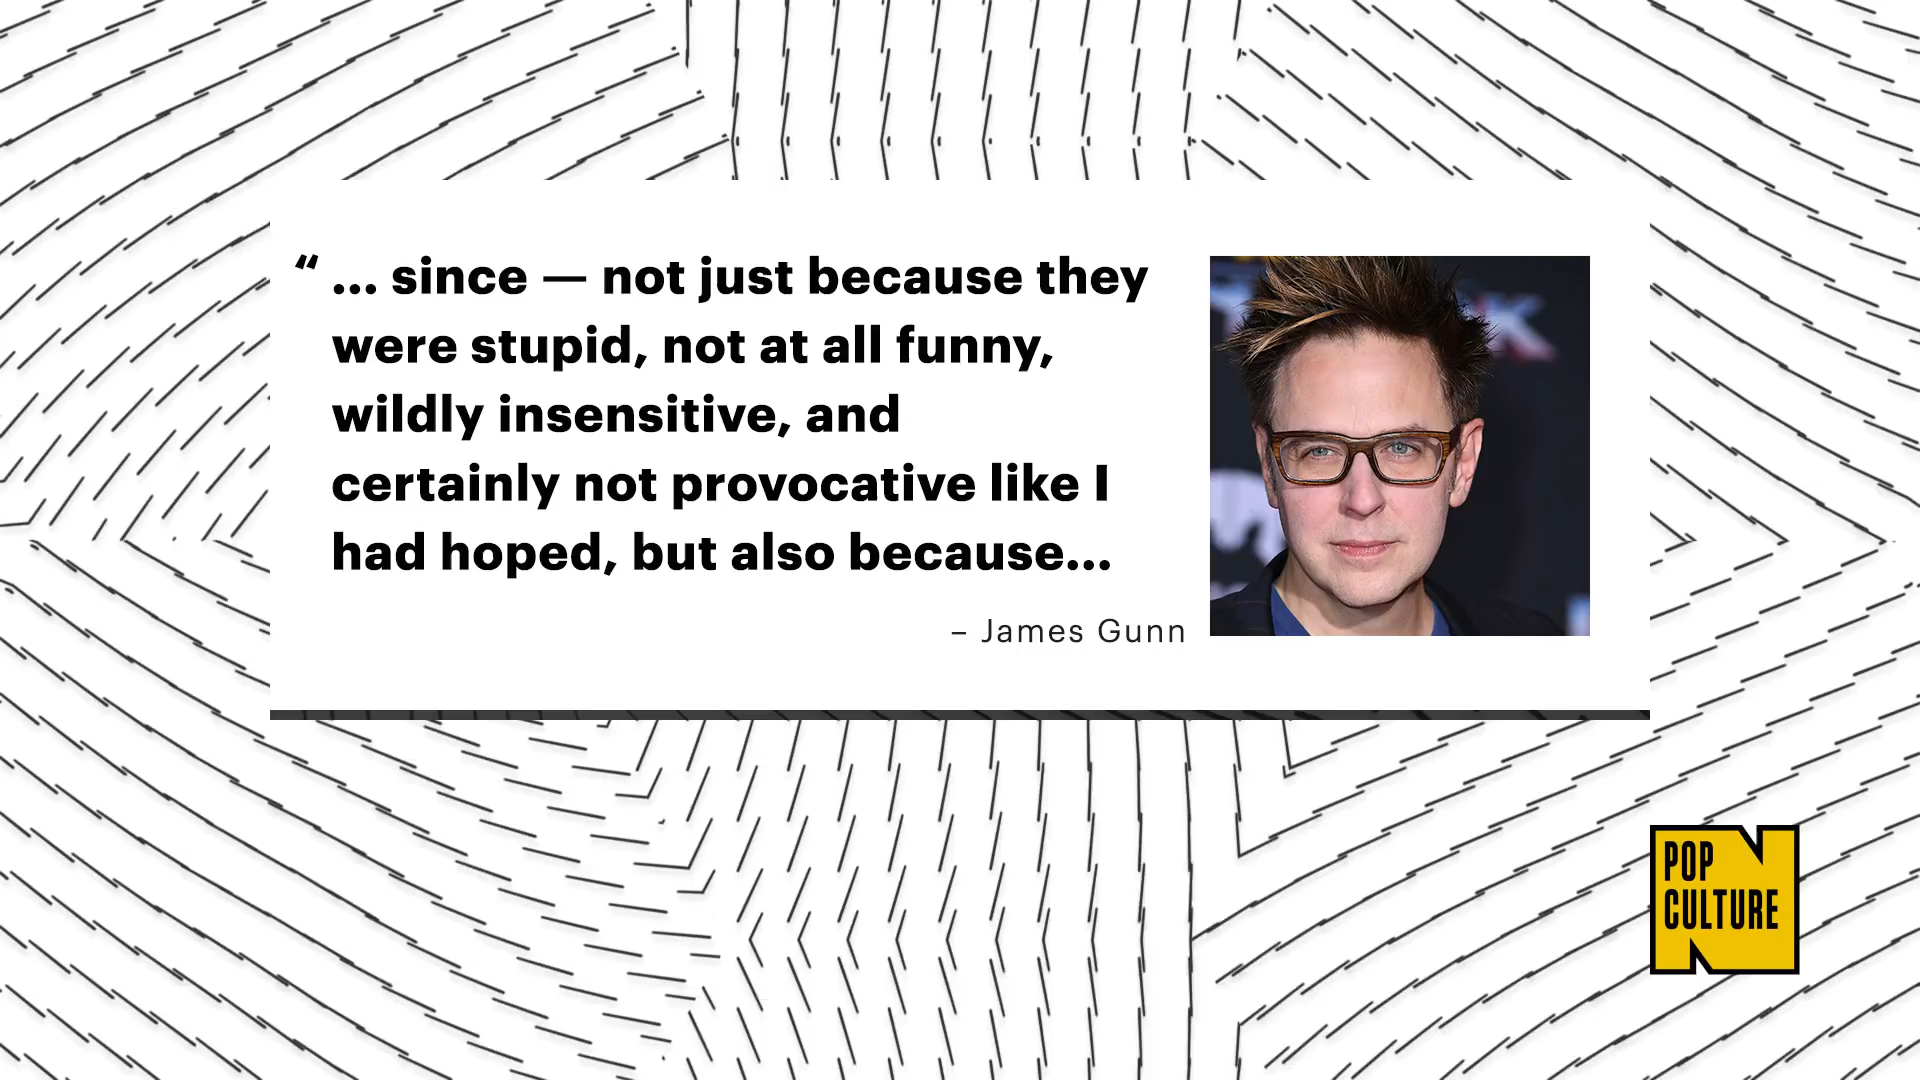 “ ... since — not just because they
were stupid, not at all funny,
wildly insensitive, and
certainly not provocative like I
had hoped, but also because...
– James Gunn
POP
CULTURE